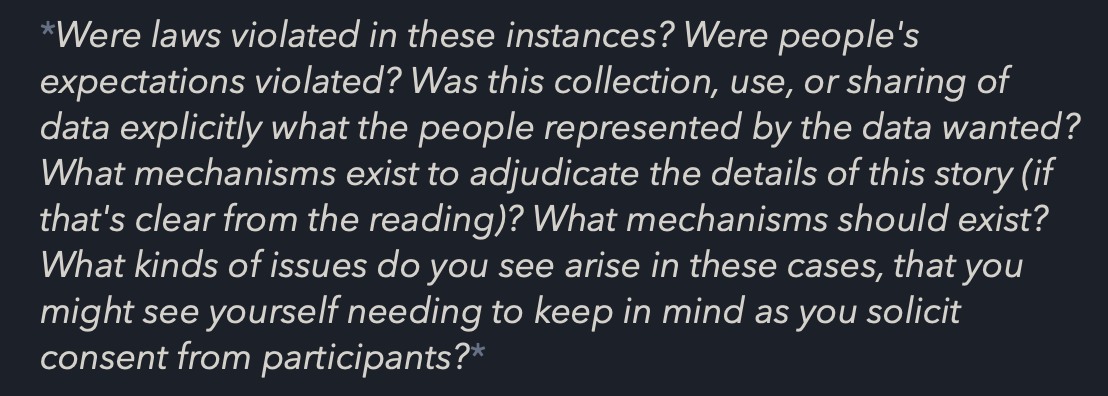 *Were laws violated in these instances? Were people's
expectations violated? Was this collection, use, or sharing of
data explicitly what the people represented by the data wanted?
What mechanisms exist to adjudicate the details of this story (if
that's clear from the reading)? What mechanisms should exist?
What kinds of issues do you see arise in these cases, that you
might see yourself needing to keep in mind as you solicit
consent from participants?*